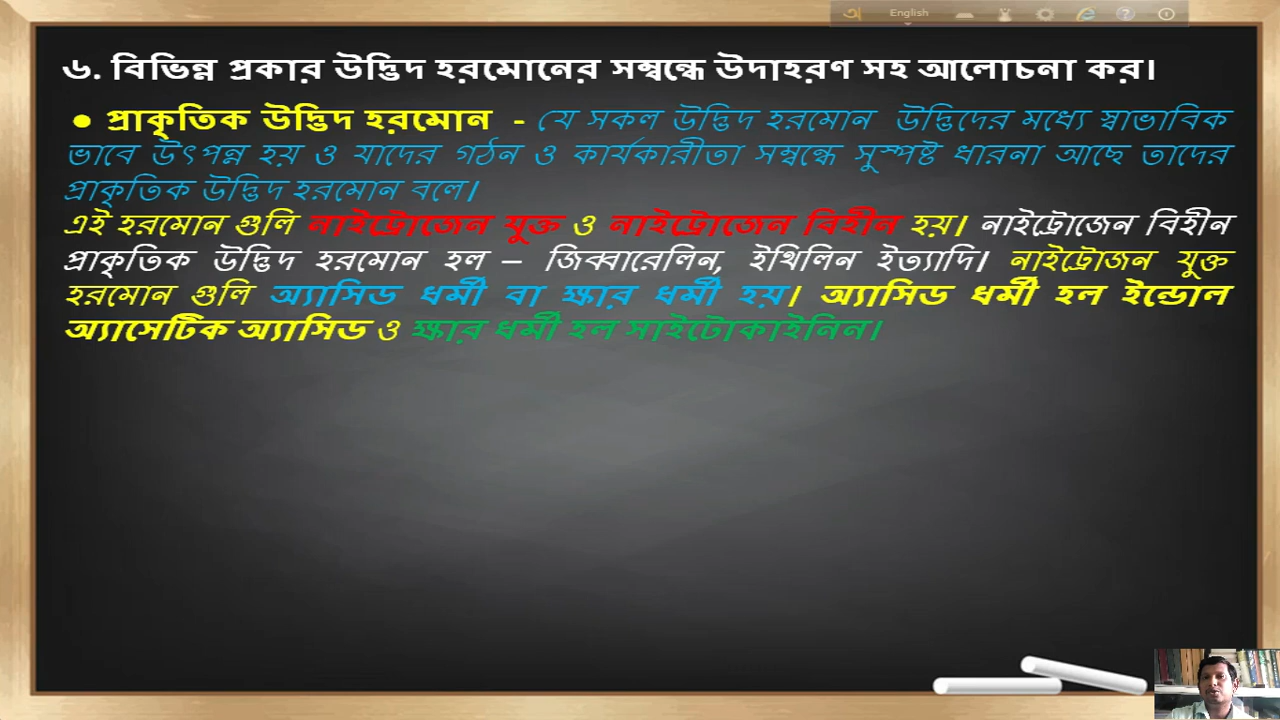 অ English
৬. বিভিন্ন প্রকার উদ্ভিদ হরমোনের সম্বন্ধে উদাহরণ সহ আলোচনা কর।
● প্রাকৃতিক উদ্ভিদ হরমোন - যে সকল উদ্ভিদ হরমোন উদ্ভিদের মধ্যে স্বাভাবিক
ভাবে উৎপন্ন হয় ও যাদের গঠন ও কার্যকারীতা সম্বন্ধে সুস্পষ্ট ধারনা আছে তাদের
প্রাকৃতিক উদ্ভিদ হরমোন বলে।
এই হরমোন গুলি নাইট্রোজেন যুক্ত ও নাইট্রোজেন বিহীন হয়। নাইট্রোজেন বিহীন
প্রাকৃতিক উদ্ভিদ হরমোন হল – জিব্বারেলিন, ইথিলিন ইত্যাদি। নাইট্রোজন যুক্ত
হরমোন গুলি অ্যাসিড ধর্মী বা ক্ষার ধর্মী হয়। অ্যাসিড ধর্মী হল ইন্ডোল
অ্যাসেটিক অ্যাসিড ও ক্ষার ধর্মী হল সাইটোকাইনিন।